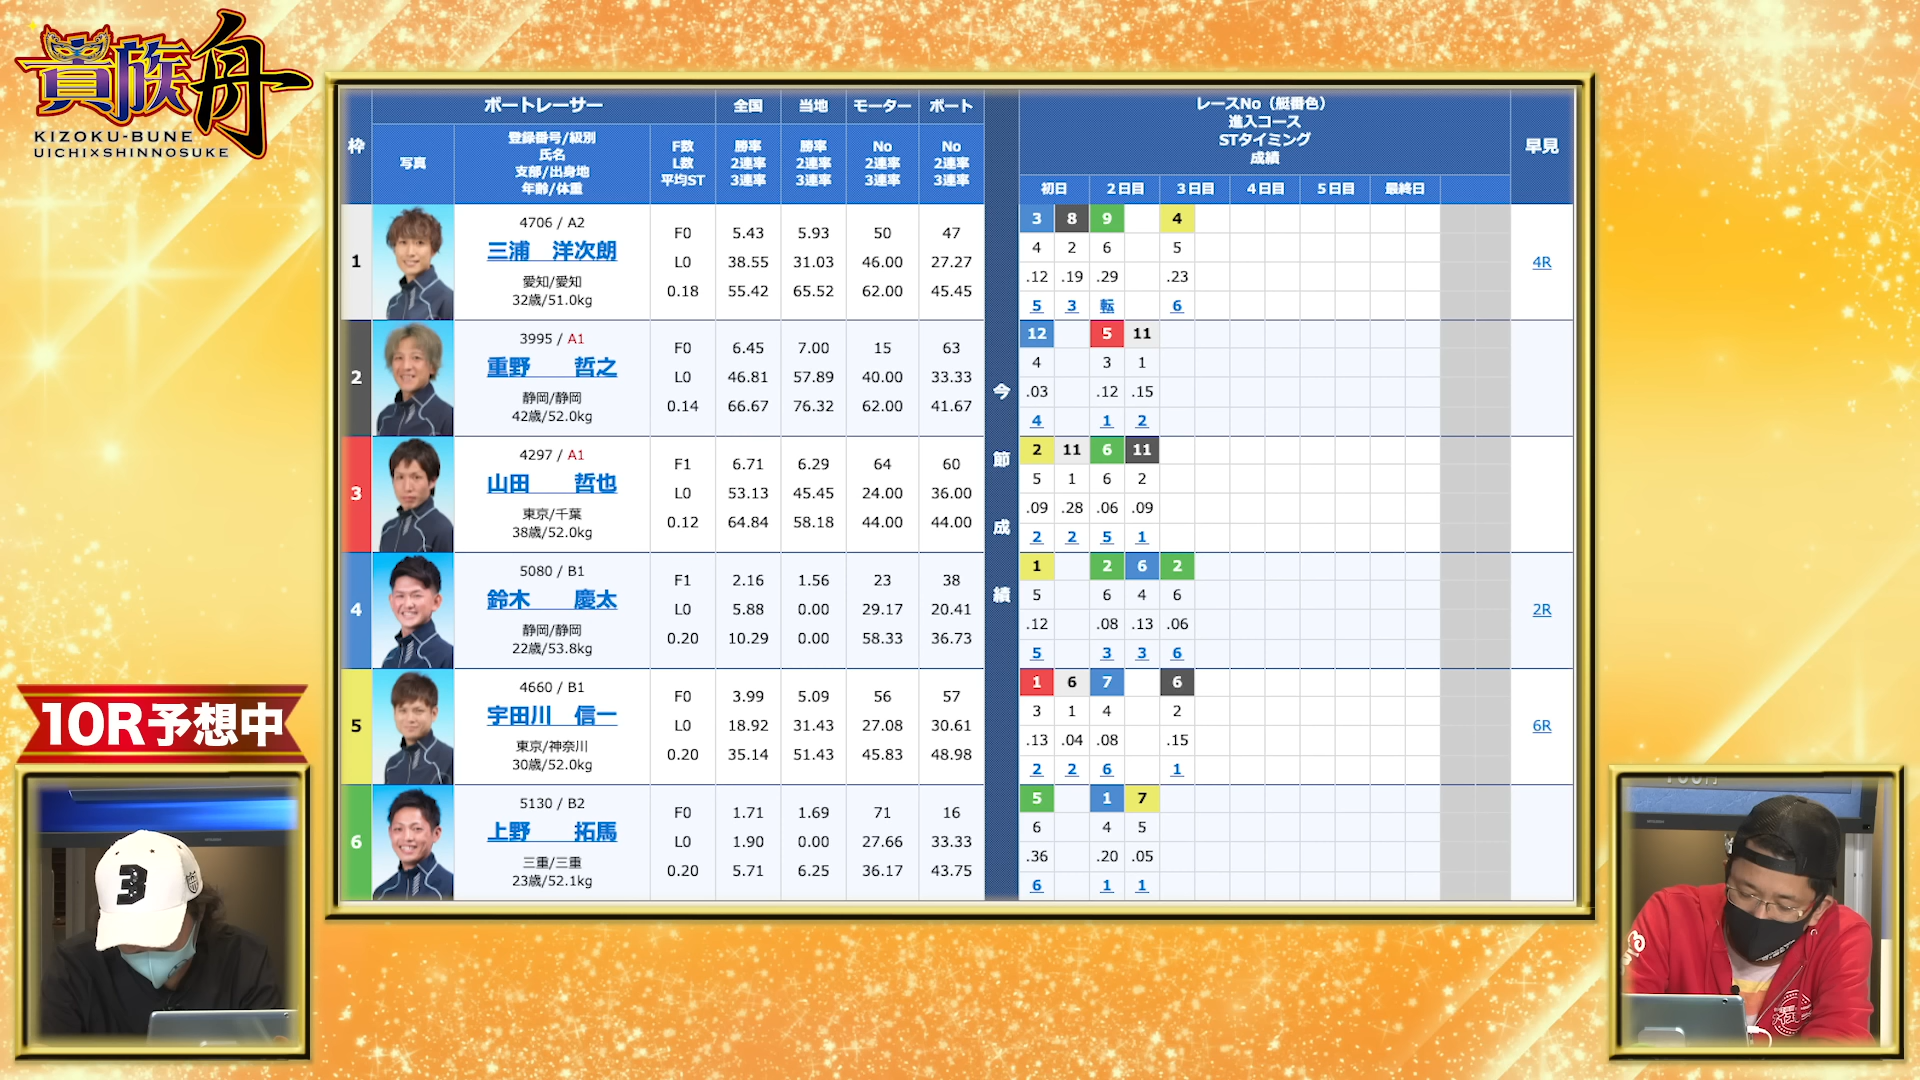 貴族舟
KIZOKU-BUNE
UICHI×SHINNOSUKE
枠
ボートレーサー
全国
当地
モーター
ボート
レースNo（艇番色）
進入コース
STタイミング
成績
早見
写真
登録番号/級別
氏名
支部/出身地
年齢/体重
F数
L数
平均ST
勝率
2連率
3連率
勝率
2連率
3連率
No
2連率
3連率
No
2連率
3連率
初日 2日目 3日目 4日目 5日目 最終日
今節成績
1
4706 / A2
三浦 洋次朗
愛知/愛知
32歳/51.0kg
F0 5.43 5.93 50 47
L0 38.55 31.03 46.00 27.27
0.18 55.42 65.52 62.00 45.45
3 8 9 4
4 2 6 5
.12 .19 .29 .23
5 3 転 6
4R
2
3995 / A1
重野 哲之
静岡/静岡
42歳/52.0kg
F0 6.45 7.00 15 63
L0 46.81 57.89 40.00 33.33
0.14 66.67 76.32 62.00 41.67
12 5 11
4 3 1
.03 .12 .15
4 1 2
3
4297 / A1
山田 哲也
東京/千葉
38歳/52.0kg
F1 6.71 6.29 64 60
L0 53.13 45.45 24.00 36.00
0.12 64.84 58.18 44.00 44.00
2 11 6 11
5 1 6 2
.09 .28 .06 .09
2 2 5 1
4
5080 / B1
鈴木 慶太
静岡/静岡
22歳/53.8kg
F1 2.16 1.56 23 38
L0 5.88 0.00 29.17 20.41
0.20 10.29 0.00 58.33 36.73
1 2 6 2
5 6 4 6
.12 .08 .13 .06
5 3 3 6
2R
5
4660 / B1
宇田川 信一
東京/神奈川
30歳/52.0kg
F0 3.99 5.09 56 57
L0 18.92 31.43 27.08 30.61
0.20 35.14 51.43 45.83 48.98
1 6 7 6
3 1 4 2
.13 .04 .08 .15
2 2 6 1
6R
6
5130 / B2
上野 拓馬
三重/三重
23歳/52.1kg
F0 1.71 1.69 71 16
L0 1.90 0.00 27.66 33.33
0.20 5.71 6.25 36.17 43.75
5 1 7
6 4 5
.36 .20 .05
6 1 1
10R予想中
3